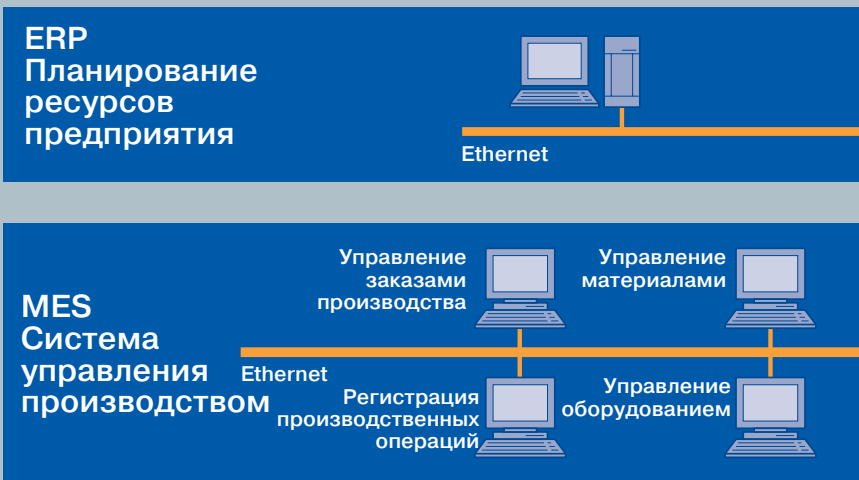 ERP
Планирование
ресурсов
предприятия
Ethernet
Управление
заказами
производства
Управление
материалами
MES
Система
управления
производством
Ethernet
Регистрация
производственных
операций
Управление
оборудованием